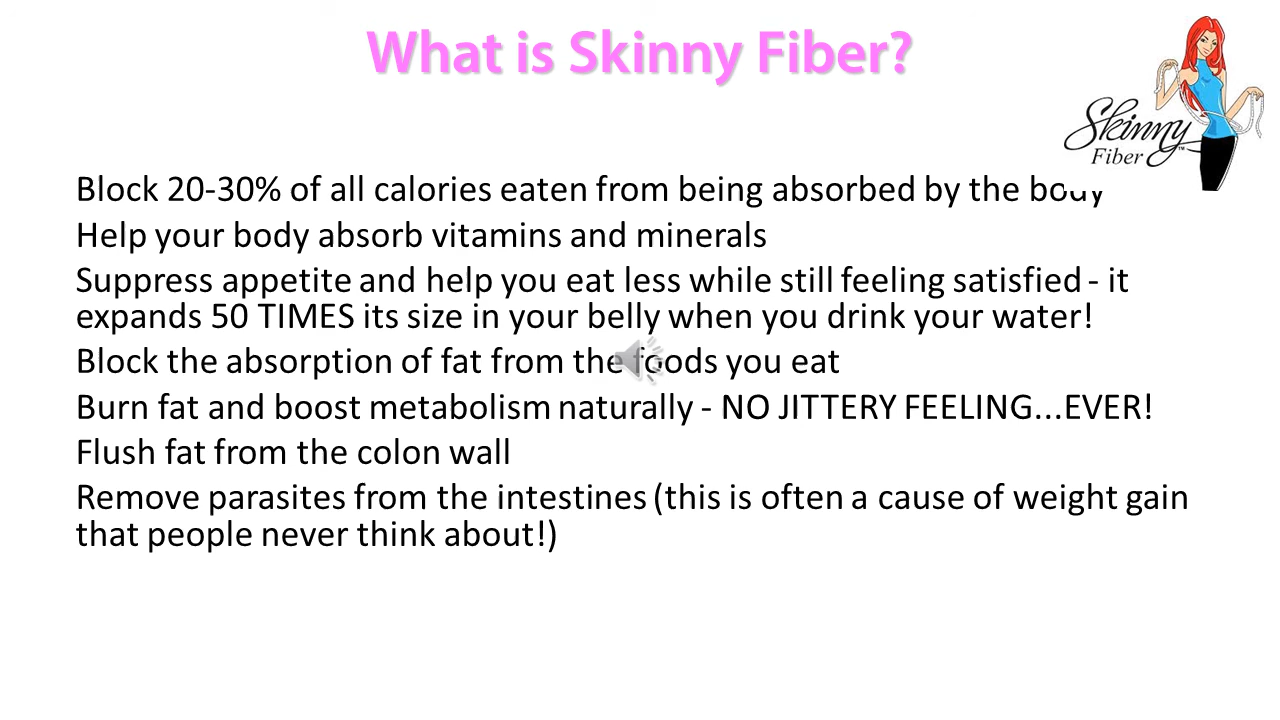 What is Skinny Fiber?
Skinny
Fiber™
Block 20-30% of all calories eaten from being absorbed by the body
Help your body absorb vitamins and minerals
Suppress appetite and help you eat less while still feeling satisfied - it
expands 50 TIMES its size in your belly when you drink your water!
Block the absorption of fat from the foods you eat
Burn fat and boost metabolism naturally - NO JITTERY FEELING...EVER!
Flush fat from the colon wall
Remove parasites from the intestines (this is often a cause of weight gain
that people never think about!)